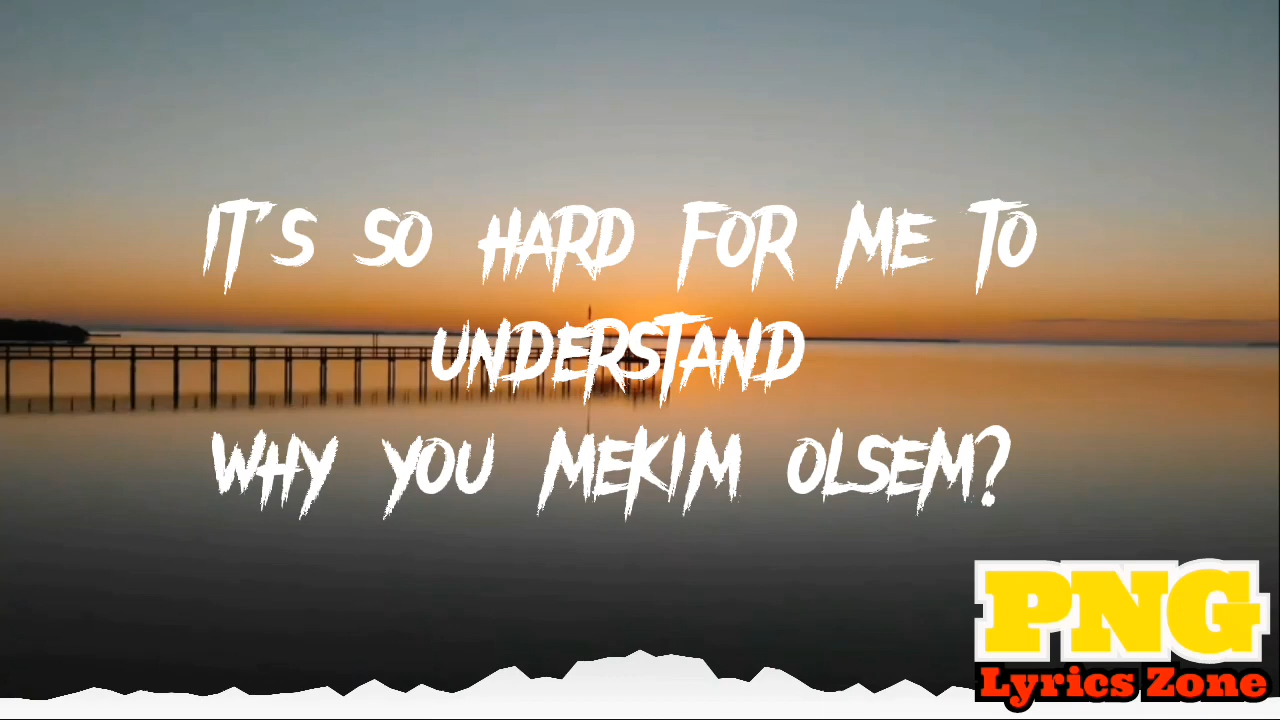 IT'S SO HARD FOR ME TO
UNDERSTAND
WHY YOU MEKIM OLSEM?
PNG
Lyrics Zone